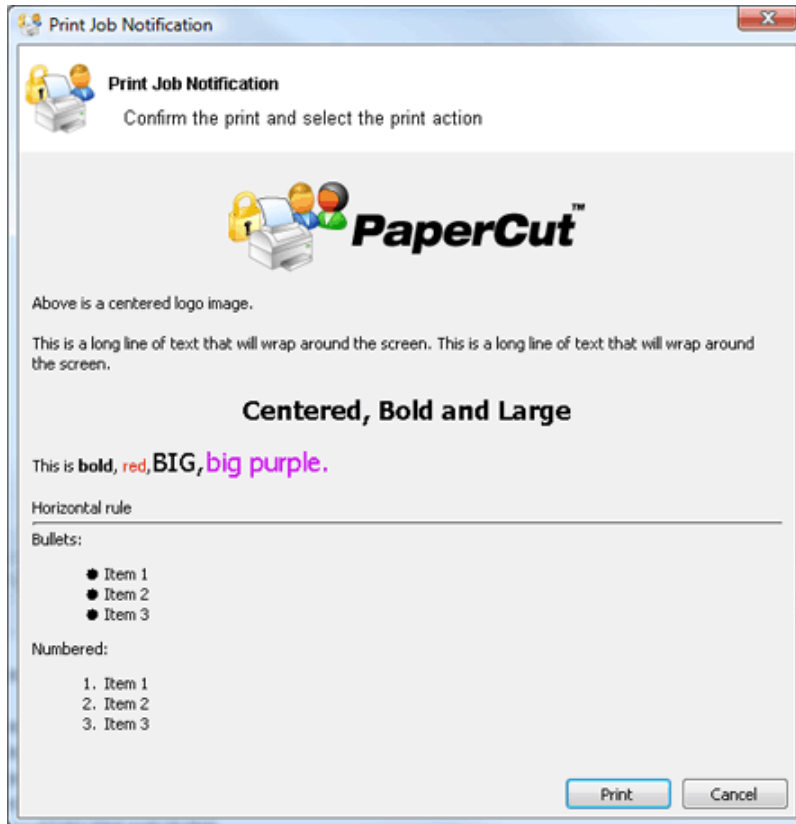 Print Job Notification
Print Job Notification
Confirm the print and select the print action
PaperCut™
Above is a centered logo image.
This is a long line of text that will wrap around the screen. This is a long line of text that will wrap around
the screen.
Centered, Bold and Large
This is bold, red, BIG, big purple.
Horizontal rule
Bullets:
Item 1
Item 2
Item 3
Numbered:
1. Item 1
2. Item 2
3. Item 3
Print
Cancel